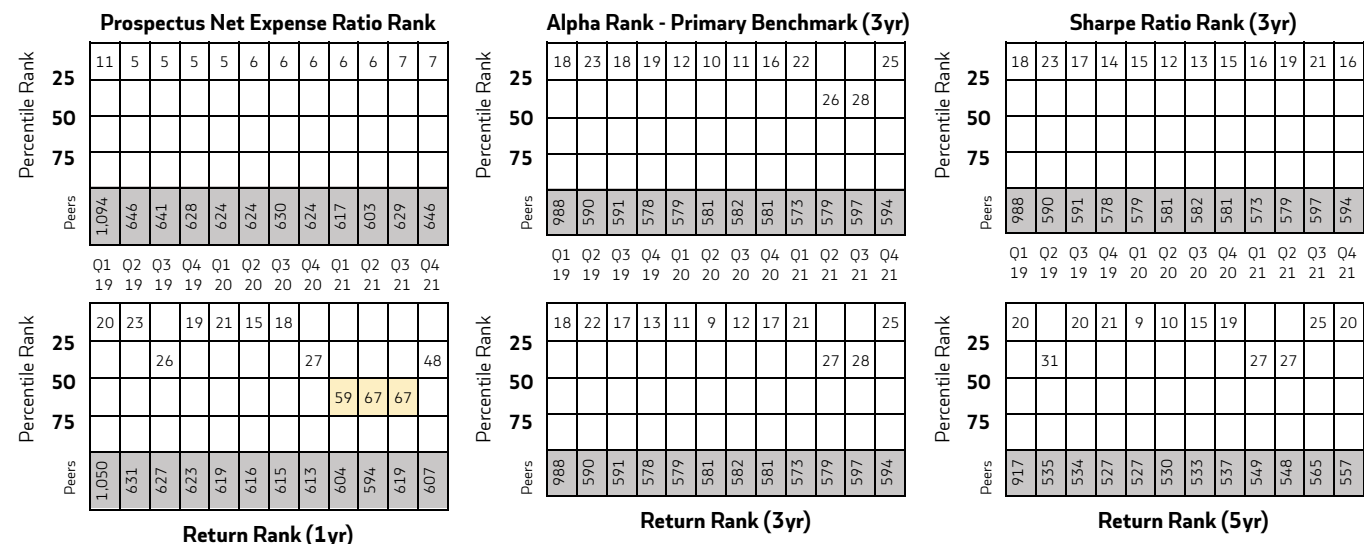 Prospectus Net Expense Ratio Rank
Percentile Rank
25
50
75
11 5 5 5 5 6 6 6 6 6 7 7
Peers
1,094 646 641 628 624 624 630 624 617 603 629 646
Alpha Rank - Primary Benchmark (3yr)
Percentile Rank
25
50
75
18 23 18 19 12 10 11 16 22 25
26 28
Peers
988 590 591 578 579 581 582 581 573 579 597 594
Sharpe Ratio Rank (3yr)
Percentile Rank
25
50
75
18 23 17 14 15 12 13 15 16 19 21 16
Peers
988 590 591 578 579 581 582 581 573 579 597 594
Q1 Q2 Q3 Q4 Q1 Q2 Q3 Q4 Q1 Q2 Q3 Q4
19 19 19 19 20 20 20 20 21 21 21 21
Q1 Q2 Q3 Q4 Q1 Q2 Q3 Q4 Q1 Q2 Q3 Q4
19 19 19 19 20 20 20 20 21 21 21 21
Q1 Q2 Q3 Q4 Q1 Q2 Q3 Q4 Q1 Q2 Q3 Q4
19 19 19 19 20 20 20 20 21 21 21 21
Percentile Rank
25
50
75
20 23 19 21 15 18
26 27 48
59 67 67
Peers
1,050 631 627 623 619 616 615 613 604 594 619 607
Return Rank (1yr)
Percentile Rank
25
50
75
18 22 17 13 11 9 12 17 21 25
27 28
Peers
988 590 591 578 579 581 582 581 573 579 597 594
Return Rank (3yr)
Percentile Rank
25
50
75
20 20 21 9 10 15 19 25 20
31 27 27
Peers
917 535 534 527 527 530 533 537 549 548 565 557
Return Rank (5yr)